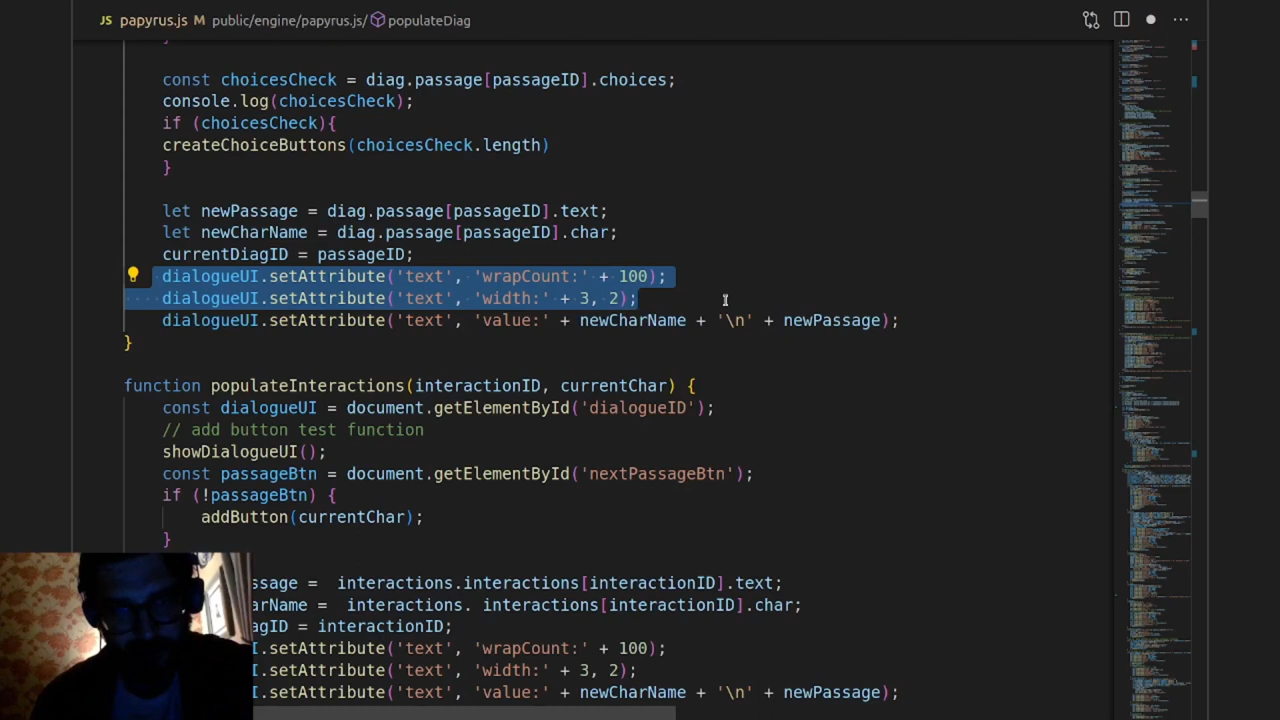 JS papyrus.js M public/engine/papyrus.js/ populateDiag ···
}
const choicesCheck = diag.passage[passageID].choices;
console.log(choicesCheck);
if (choicesCheck){
createChoiceButtons(choicesCheck.length)
}
let newPassage = diag.passage[passageID].text;
let newCharName = diag.passage[passageID].char;
currentDiagID = passageID;
dialogueUI.setAttribute('text', 'wrapCount:' + 100);
dialogueUI.setAttribute('text', 'width:' + 3, 2);
dialogueUI.setAttribute('text', 'value:' + newCharName + '\n' + newPassage);
}
function populateInteractions(interactionID, currentChar) {
const dialogueUI = document.getElementById('dialogueID');
// add button test function
showDialogueUI();
const passageBtn = document.getElementById('nextPassageBtn');
if (!passageBtn) {
addButton(currentChar);
}
ssage = interactions.interactions[interactionID].text;
arName = interactions. interactions[interactionID].char;
agID = interactionID;
UI.setAttribute('text', 'wrapCount:' + 100);
UI.setAttribute('text', 'width:' + 3, 2);
UI.setAttribute('text', 'value:' + newCharName + '\n' + newPassage);